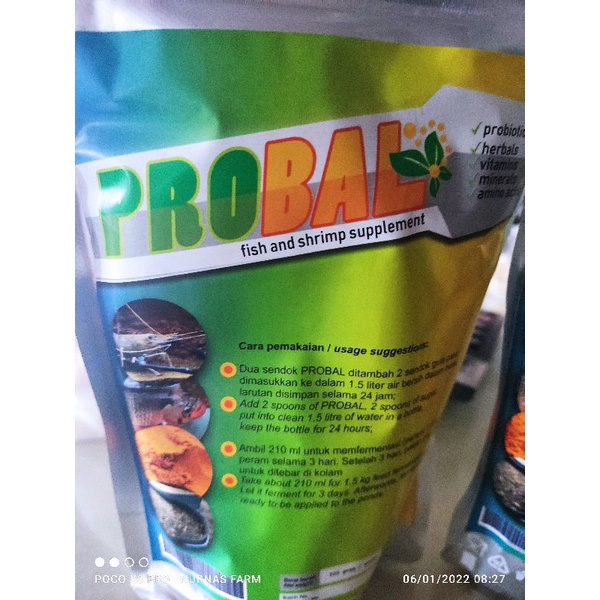 PROBAL
fish and shrimp supplement
✓ probiotic
✓ herbals
✓ vitamins
✓ minerals
✓ amino
Cara pemakaian / usage suggestions:
Dua sendok PROBAL ditambah 2 sendok gula
dimasukkan ke dalam 1.5 liter air bersih dalam
larutan disimpan selama 24 jam;
Add 2 spoons of PROBAL, 2 spoons of sugar
put into clean 1,5 litre of water in a bottle
keep the bottle for 24 hours;
Ambil 210 ml untuk memfermentasi
peram selama 3 hari. Setelah 3 hari,
untuk ditebar di kolam
Take about 210 ml for 1,5 kg feed
Let it ferment for 3 days. Afterwards,
ready to be applied to the ponds
POCO
FARM
06/01/2022 08:27